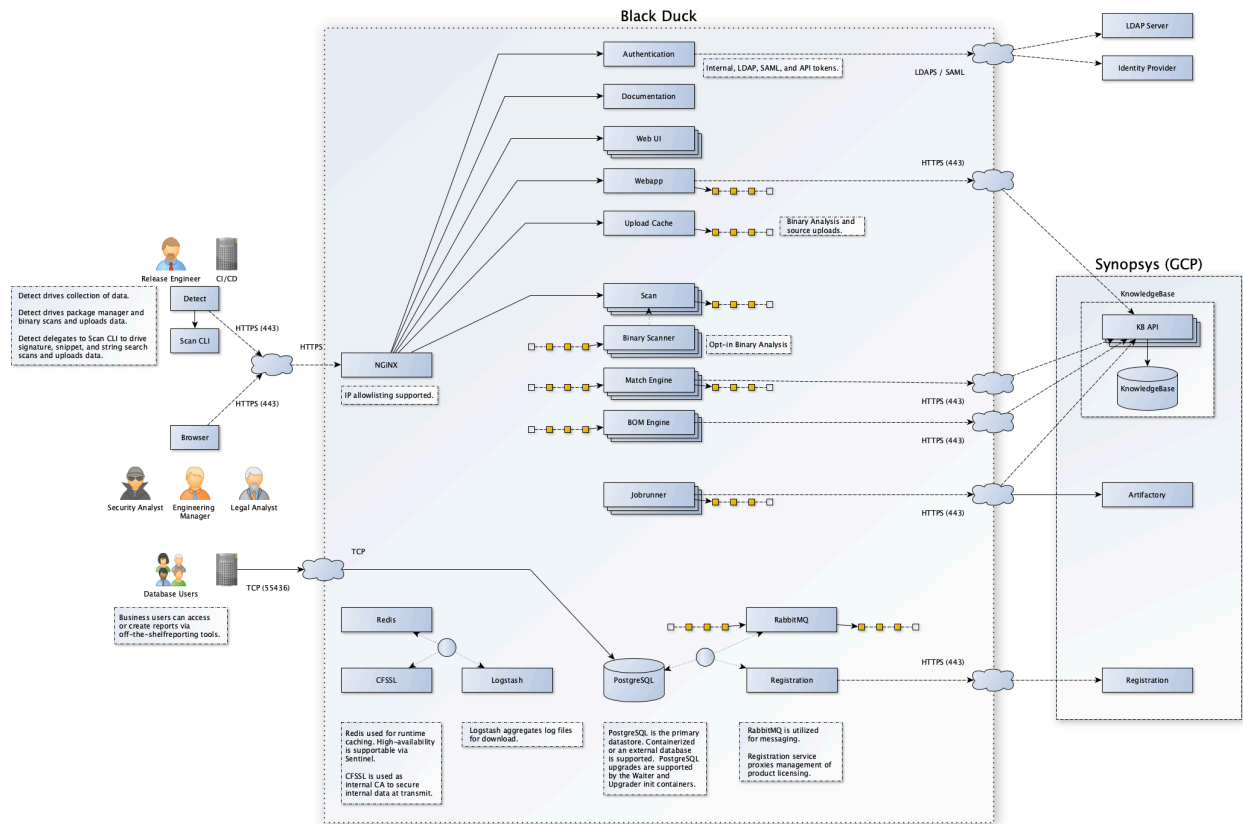 Black Duck
LDAP Server
Authentication
Internal, LDAP, SAML, and API tokens.
LDAPS / SAML
Identity Provider
Documentation
Web UI
HTTPS (443)
Webapp
Upload Cache
Binary Analysis and
source uploads.
Release Engineer
CI/CD
Synopsys (GCP)
Detect drives collection of data.
Detect drives package manager and
binary scans and uploads data.
Detect delegates to Scan CLI to drive
signature, snippet, and string search
scans and uploads data.
Detect
Scan CLI
HTTPS (443)
HTTPS
NGiNX
IP allowlisting supported.
HTTPS (443)
Browser
Scan
Binary Scanner
Opt-in Binary Analysis
Match Engine
HTTPS (443)
BOM Engine
HTTPS (443)
KnowledgeBase
KB API
KnowledgeBase
Security Analyst
Engineering
Manager
Legal Analyst
Jobrunner
HTTPS (443)
Artifactory
Database Users
TCP (55436)
TCP
Business users can access
or create reports via
off-the-shelfreporting tools.
Redis
CFSSL
Logstash
PostgreSQL
RabbitMQ
Registration
HTTPS (443)
Registration
Redis used for runtime
caching. High-availability
is supportable via
Sentinel.
CFSSL is used as
internal CA to secure
internal data at transmit.
Logstash aggregates log files
for download.
PostgreSQL is the primary
datastore. Containerized
or an external database
is supported. PostgreSQL
upgrades are supported
by the Waiter and
Upgrader init containers.
RabbitMQ is utilized
for messaging.
Registration service
proxies management of
product licensing.